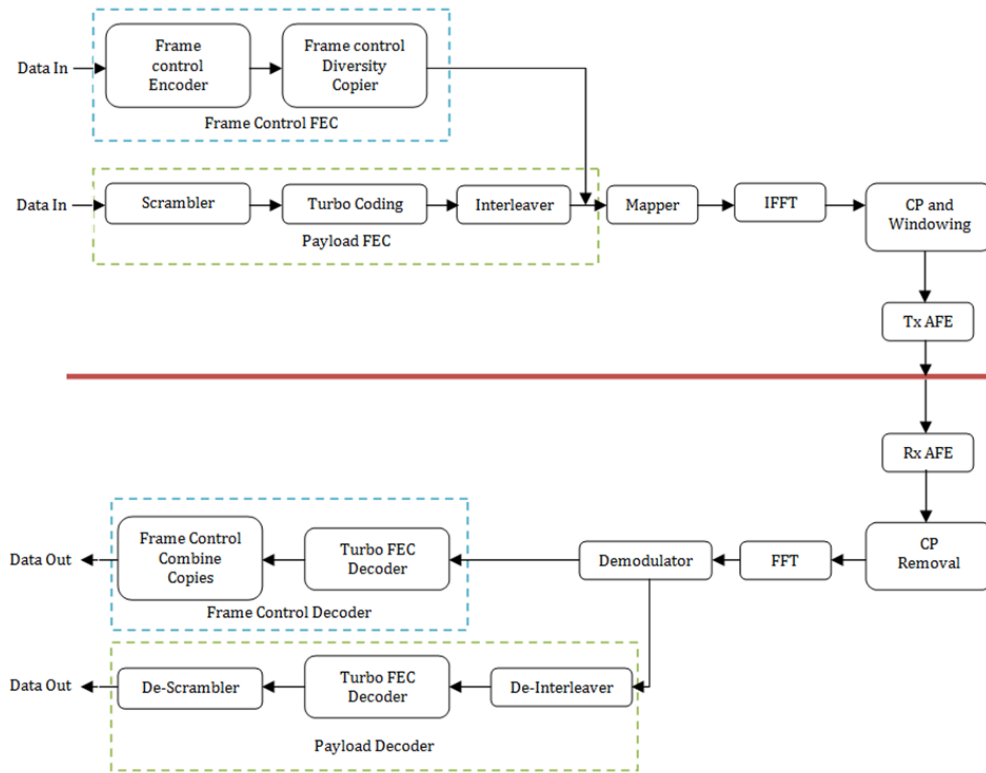 Data In
Frame
control
Encoder
Frame control
Diversity
Copier
Frame Control FEC
Data In
Scrambler
Turbo Coding
Interleaver
Payload FEC
Mapper
IFFT
CP and
Windowing
Tx AFE
Rx AFE
CP
Removal
FFT
Demodulator
Turbo FEC
Decoder
Frame Control
Combine
Copies
Data Out
Frame Control Decoder
De-Interleaver
Turbo FEC
Decoder
De-Scrambler
Data Out
Payload Decoder